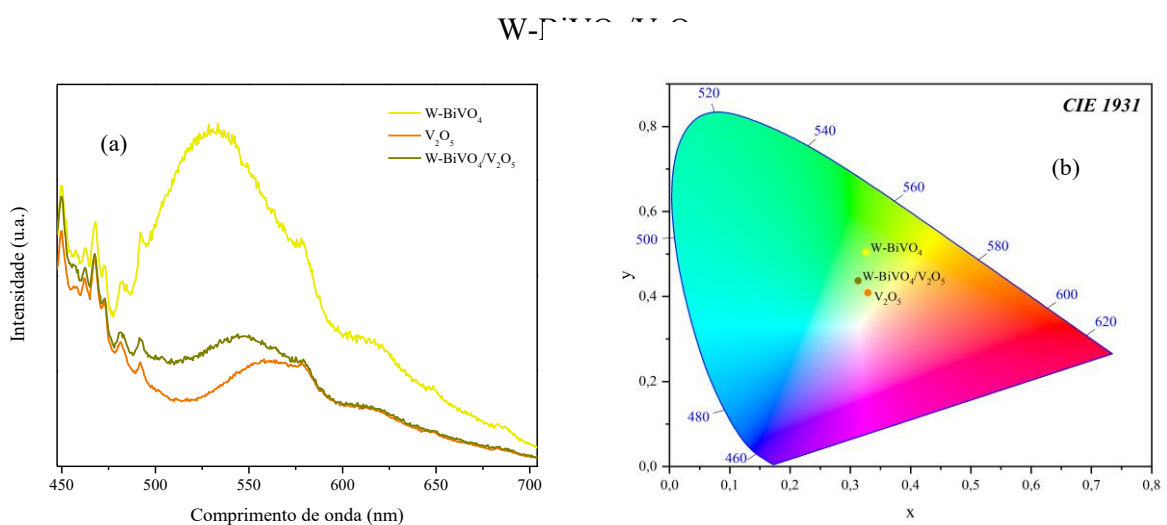 W-BiVO₄/V₂O
(a)
W-BiVO₄
V₂O₅
W-BiVO₄/V₂O₅
Intensidade (u.a.)
450 500 550 600 650 700
Comprimento de onda (nm)
CIE 1931
(b)
520
540
560
500
580
600
620
480
460
W-BiVO₄
W-BiVO₄/V₂O₅
V₂O₅
0,8
0,6
0,4
0,2
0,0
y
0,0 0,1 0,2 0,3 0,4 0,5 0,6 0,7 0,8
x